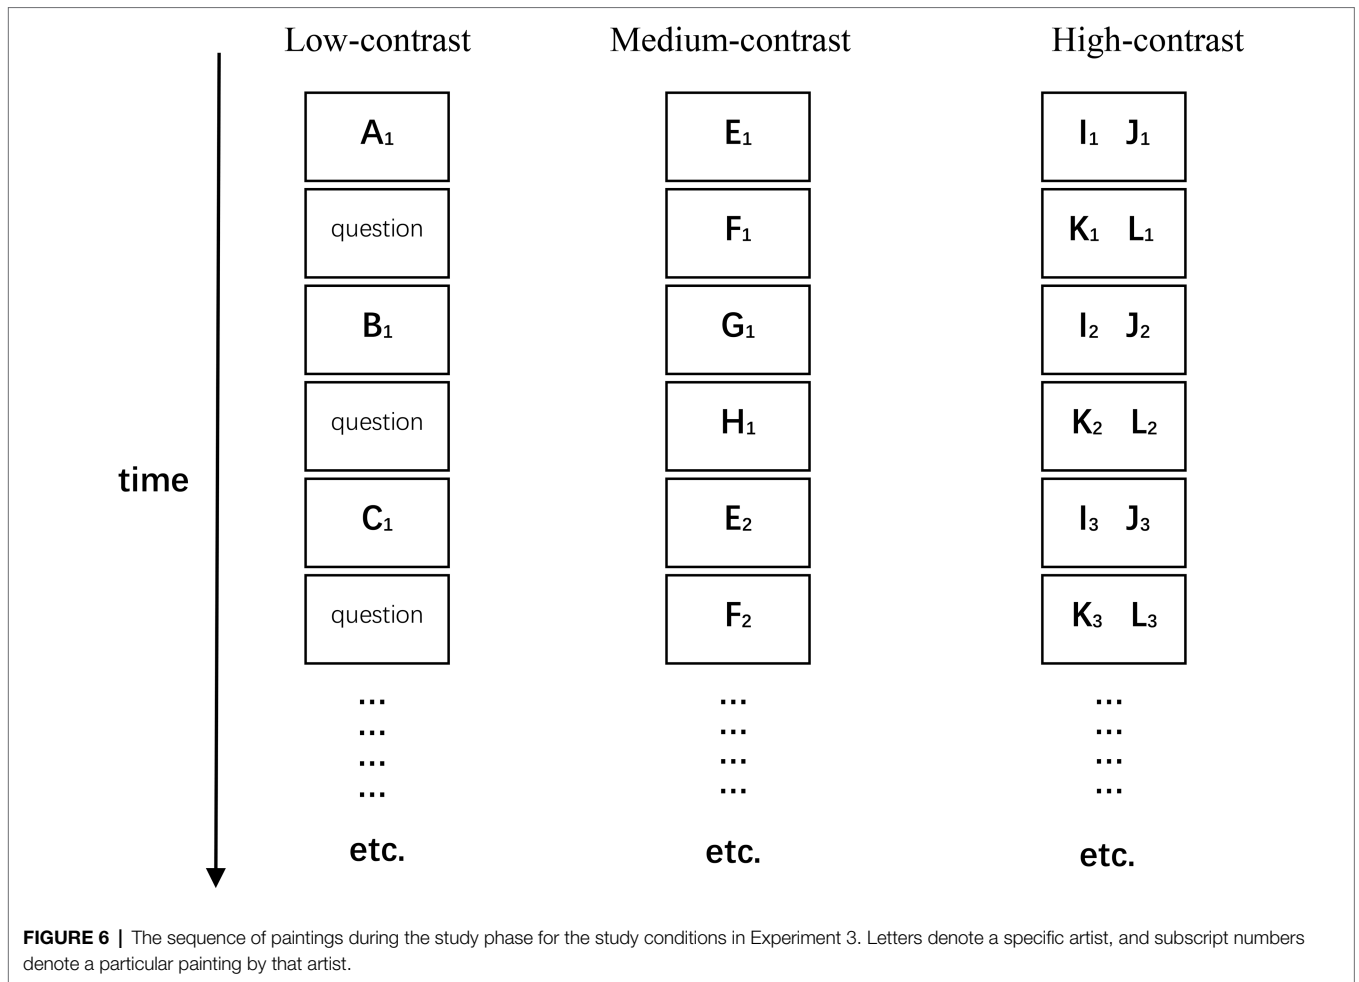 Low-contrast Medium-contrast High-contrast
A₁ E₁ I₁ J₁
question F₁ K₁ L₁
B₁ G₁ I₂ J₂
question H₁ K₂ L₂
time
C₁ E₂ I₃ J₃
question F₂ K₃ L₃
... ... ...
... ... ...
... ... ...
... ... ...
etc. etc. etc.
FIGURE 6 | The sequence of paintings during the study phase for the study conditions in Experiment 3. Letters denote a specific artist, and subscript numbers
denote a particular painting by that artist.